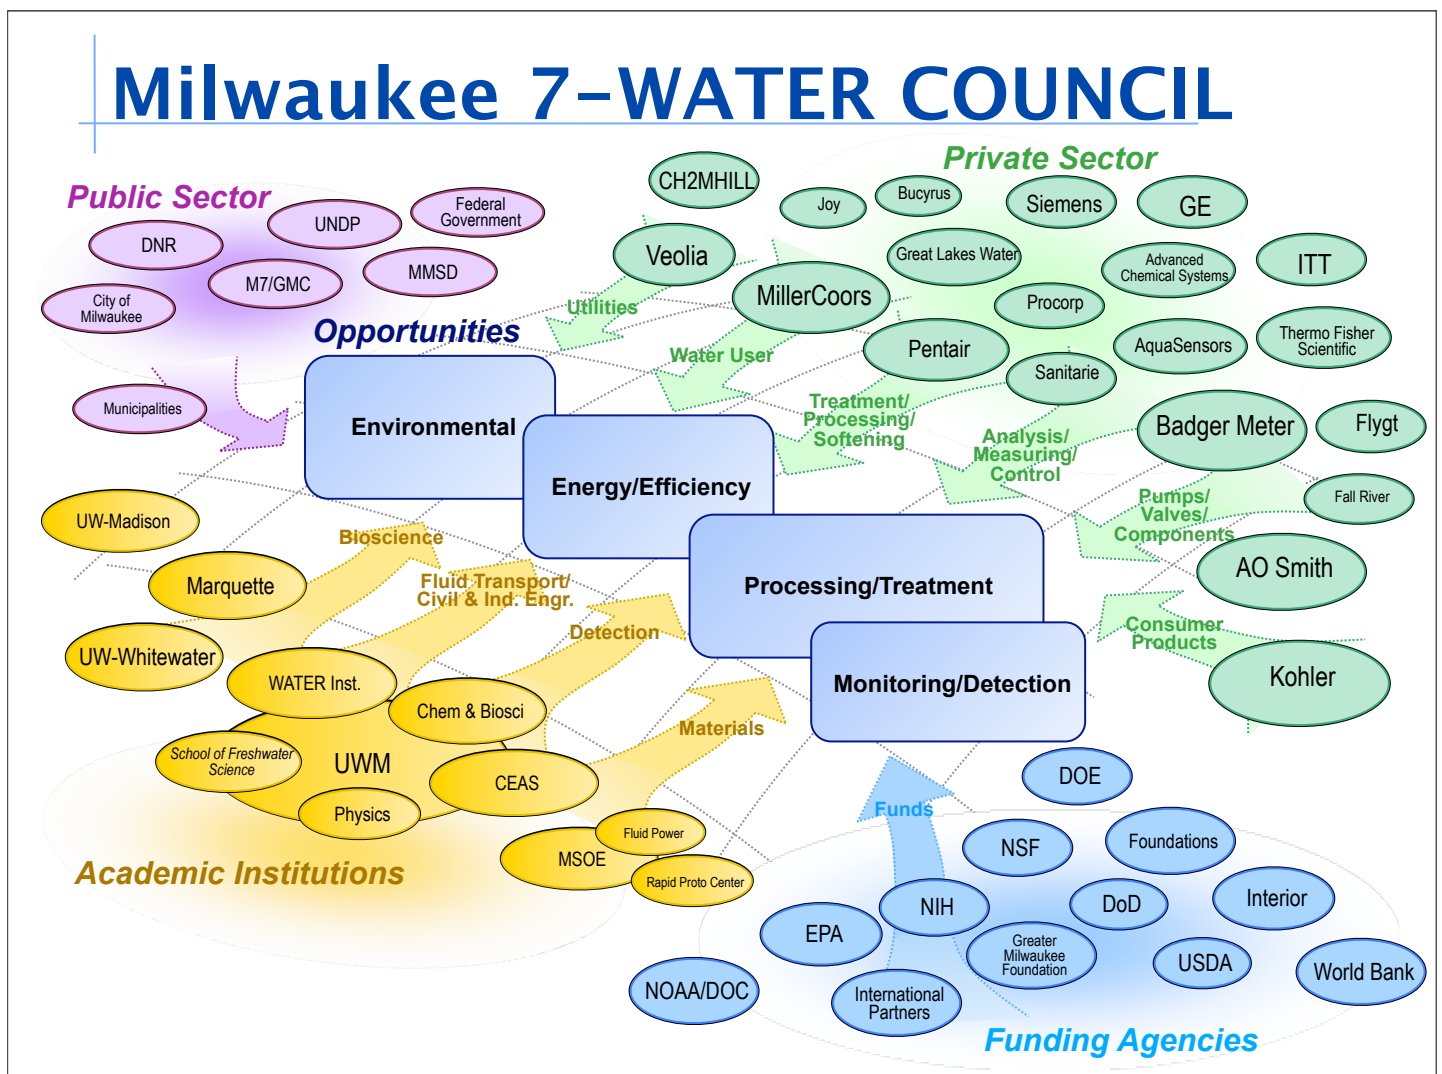 Milwaukee 7–WATER COUNCIL
Public Sector
DNR
UNDP
Federal
Government
M7/GMC
MMSD
City of
Milwaukee
Municipalities
Private Sector
CH2MHILL
Joy
Bucyrus
Siemens
GE
Veolia
Great Lakes Water
Advanced
Chemical Systems
ITT
MillerCoors
Procorp
Pentair
AquaSensors
Thermo Fisher
Scientific
Sanitarie
Badger Meter
Flygt
Fall River
AO Smith
Kohler
Utilities
Water User
Treatment/
Processing/
Softening
Analysis/
Measuring/
Control
Pumps/
Valves/
Components
Consumer
Products
Opportunities
Environmental
Energy/Efficiency
Processing/Treatment
Monitoring/Detection
UW-Madison
Marquette
UW-Whitewater
WATER Inst.
Chem & Biosci
School of Freshwater
Science
UWM
CEAS
Physics
MSOE
Fluid Power
Rapid Proto Center
Bioscience
Fluid Transport/
Civil & Ind. Engr.
Detection
Materials
Academic Institutions
Funds
DOE
NSF
Foundations
NIH
DoD
Interior
EPA
Greater
Milwaukee
Foundation
USDA
World Bank
NOAA/DOC
International
Partners
Funding Agencies